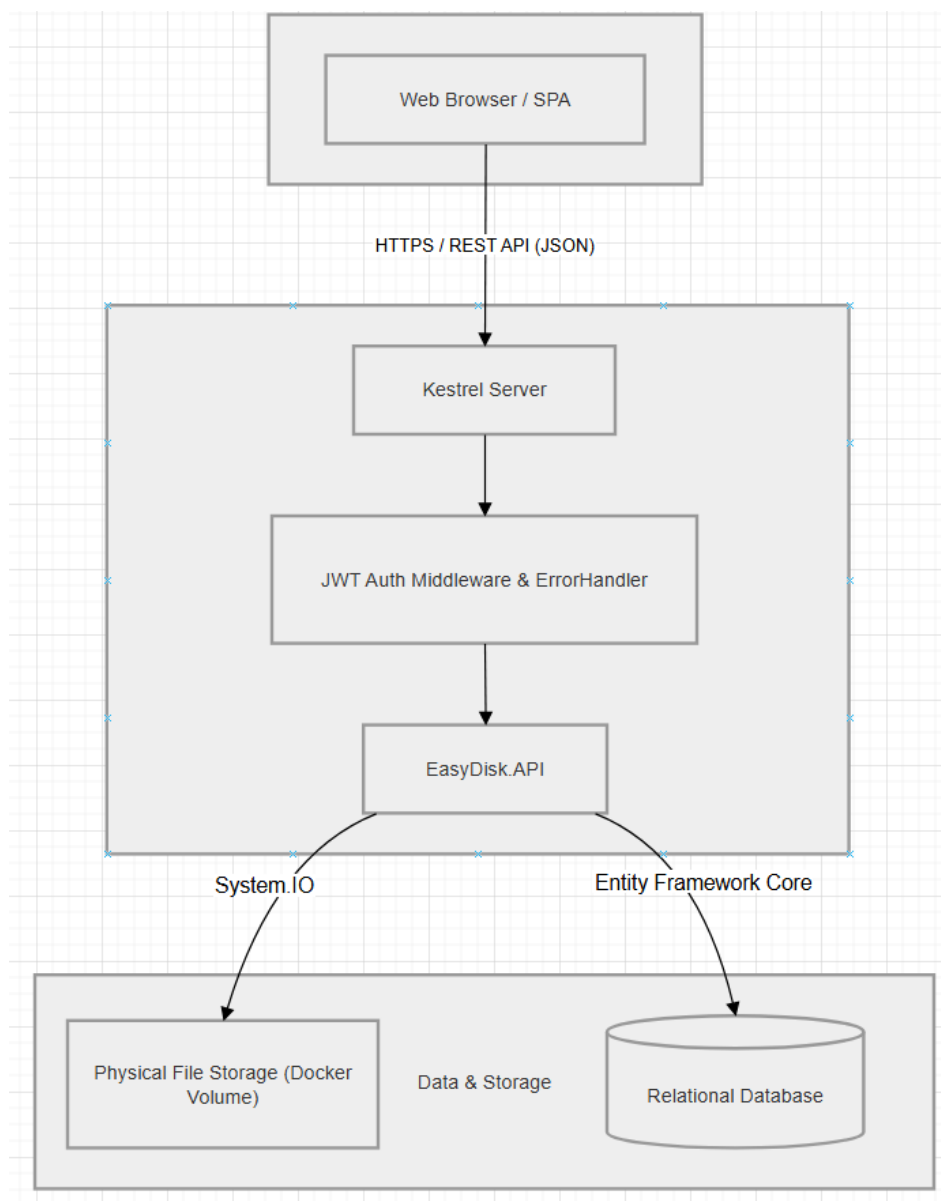 Web Browser / SPA
HTTPS / REST API (JSON)
Kestrel Server
JWT Auth Middleware & ErrorHandler
EasyDisk.API
System.IO
Entity Framework Core
Physical File Storage (Docker
Volume)
Data & Storage
Relational Database